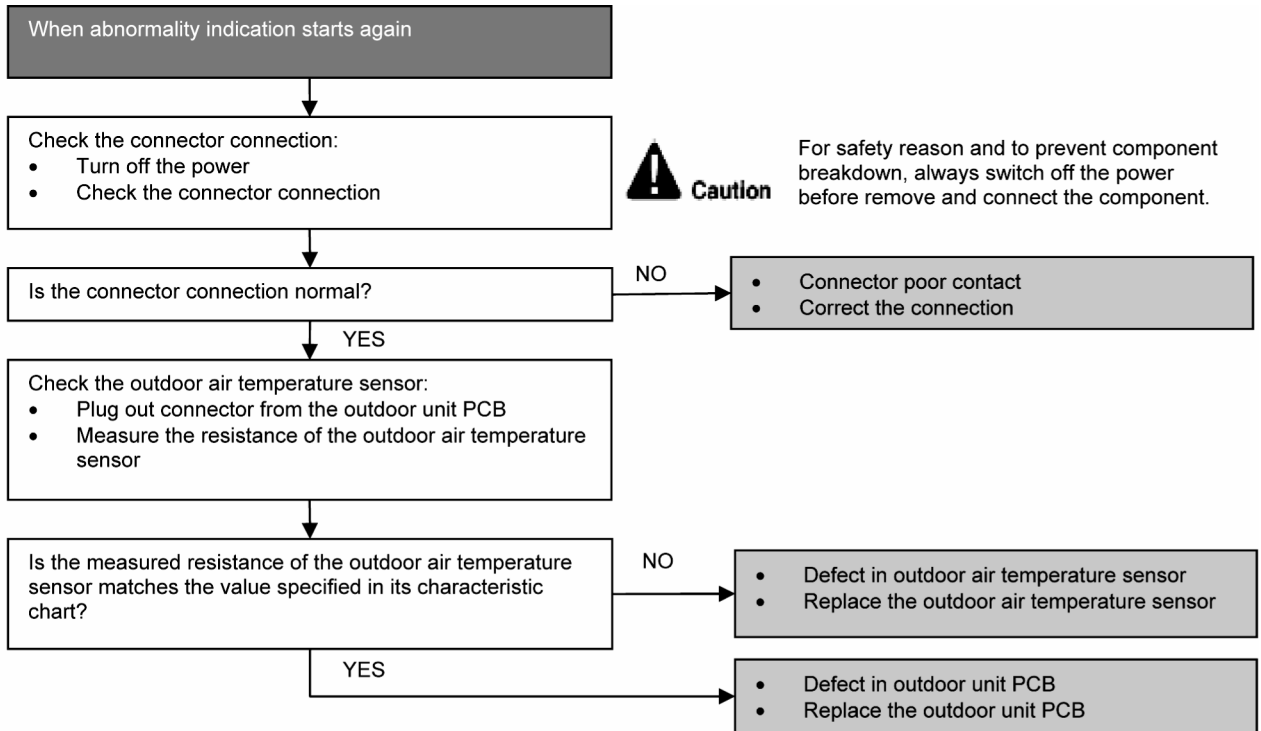 When abnormality indication starts again
Check the connector connection:
• Turn off the power
• Check the connector connection
Caution
For safety reason and to prevent component
breakdown, always switch off the power
before remove and connect the component.
Is the connector connection normal?
NO
• Connector poor contact
• Correct the connection
YES
Check the outdoor air temperature sensor:
• Plug out connector from the outdoor unit PCB
• Measure the resistance of the outdoor air temperature
sensor
Is the measured resistance of the outdoor air temperature
sensor matches the value specified in its characteristic
chart?
NO
• Defect in outdoor air temperature sensor
• Replace the outdoor air temperature sensor
YES
• Defect in outdoor unit PCB
• Replace the outdoor unit PCB